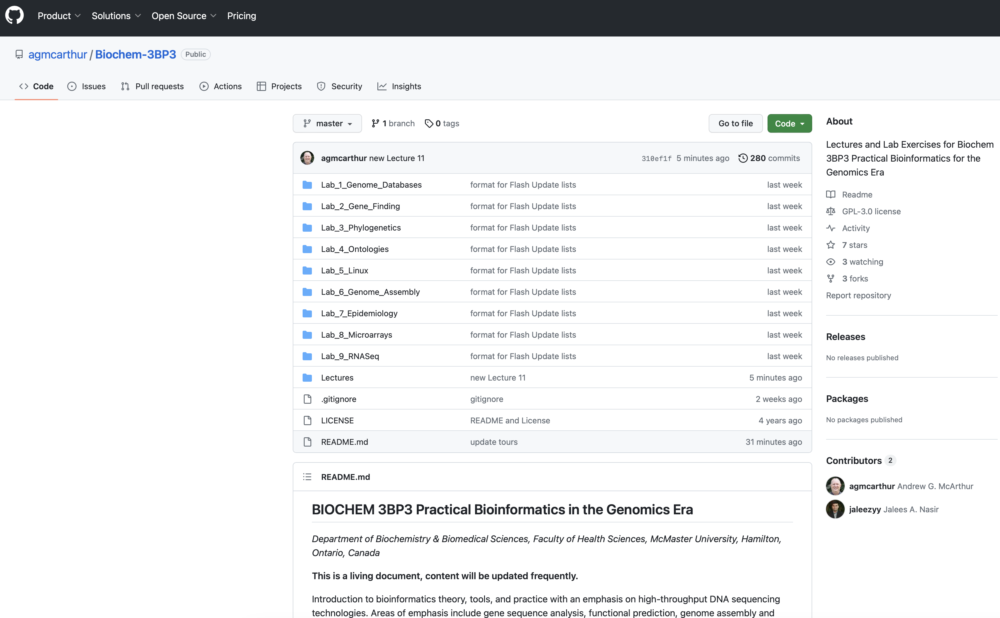 Product Solutions Open Source Pricing
agmcarthur / Biochem-3BP3 Public
Code Issues Pull requests Actions Projects Security Insights
master 1 branch 0 tags Go to file Code
agmcarthur new Lecture 11 310ef1f 5 minutes ago 280 commits
Lab_1_Genome_Databases format for Flash Update lists last week
Lab_2_Gene_Finding format for Flash Update lists last week
Lab_3_Phylogenetics format for Flash Update lists last week
Lab_4_Ontologies format for Flash Update lists last week
Lab_5_Linux format for Flash Update lists last week
Lab_6_Genome_Assembly format for Flash Update lists last week
Lab_7_Epidemiology format for Flash Update lists last week
Lab_8_Microarrays format for Flash Update lists last week
Lab_9_RNASeq format for Flash Update lists last week
Lectures new Lecture 11 5 minutes ago
.gitignore gitignore 2 weeks ago
LICENSE README and License 4 years ago
README.md update tours 31 minutes ago
README.md
BIOCHEM 3BP3 Practical Bioinformatics in the Genomics Era
Department of Biochemistry & Biomedical Sciences, Faculty of Health Sciences, McMaster University, Hamilton,
Ontario, Canada
This is a living document, content will be updated frequently.
Introduction to bioinformatics theory, tools, and practice with an emphasis on high-throughput DNA sequencing
technologies. Areas of emphasis include gene sequence analysis, functional prediction, genome assembly and
About
Lectures and Lab Exercises for Biochem
3BP3 Practical Bioinformatics for the
Genomics Era
Readme
GPL-3.0 license
Activity
7 stars
3 watching
3 forks
Report repository
Releases
No releases published
Packages
No packages published
Contributors 2
agmcarthur Andrew G. McArthur
jaleezyy Jalees A. Nasir